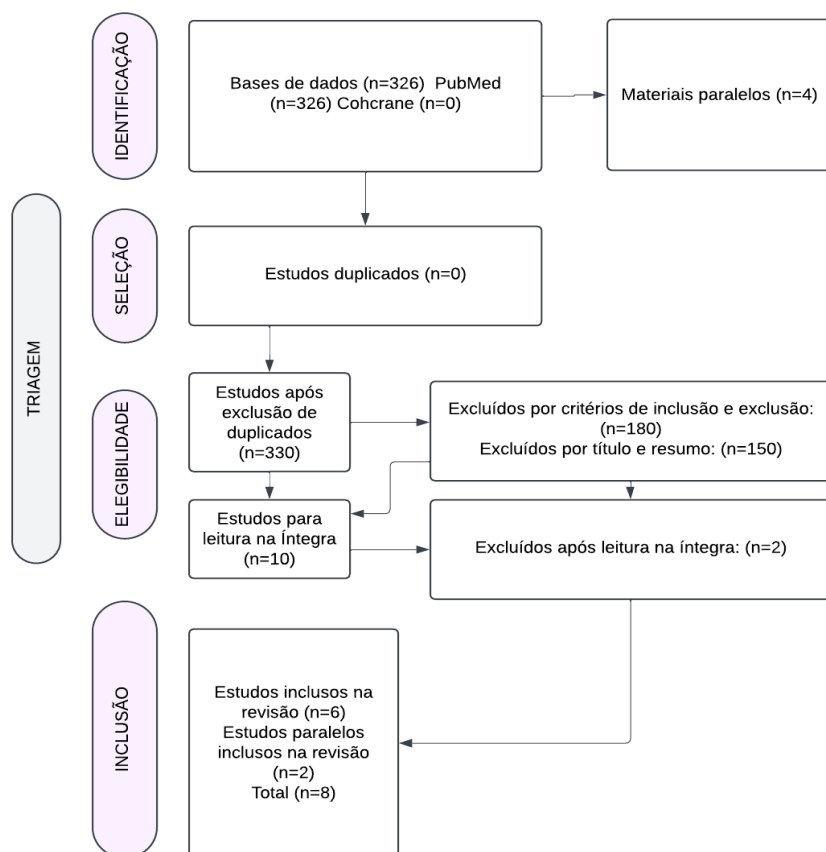 IDENTIFICAÇÃO
Bases de dados (n=326)  PubMed
(n=326) Cohcrane (n=0)
Materiais paralelos (n=4)
TRIAGEM
SELEÇÃO
Estudos duplicados (n=0)
ELEGIBILIDADE
Estudos após
exclusão de
duplicados
(n=330)
Excluídos por critérios de inclusão e exclusão:
(n=180)
Excluídos por título e resumo: (n=150)
Estudos para
leitura na Íntegra
(n=10)
Excluídos após leitura na íntegra: (n=2)
INCLUSÃO
Estudos inclusos na
revisão (n=6)
Estudos paralelos
inclusos na revisão
(n=2)
Total (n=8)